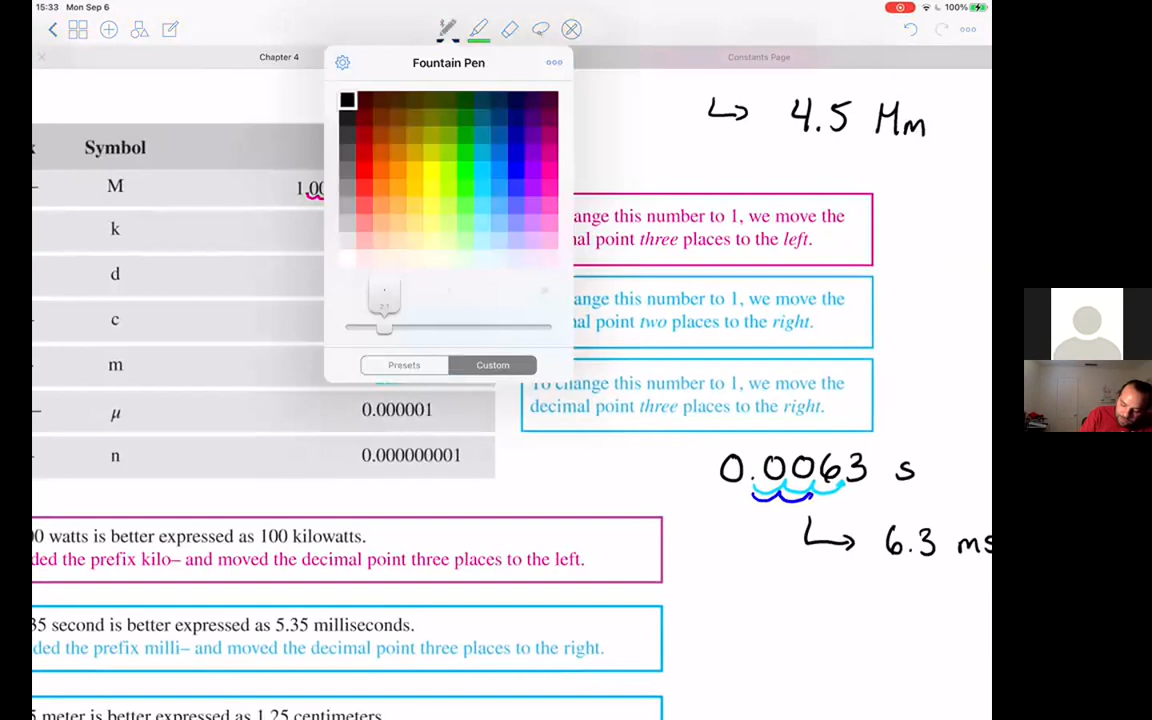 15:33 Mon Sep 6
100%
Chapter 4
Constants Page
Fountain Pen
Presets
Custom
Symbol
M
1.00
k
d
c
m
μ
0.000001
n
0.000000001
4.5 Mm
ange this number to 1, we move the
al point three places to the left.
ange this number to 1, we move the
al point two places to the right.
To change this number to 1, we move the
decimal point three places to the right.
0.0063 s
6.3 ms
00 watts is better expressed as 100 kilowatts.
ded the prefix kilo– and moved the decimal point three places to the left.
35 second is better expressed as 5.35 milliseconds.
ded the prefix milli– and moved the decimal point three places to the right.
5 meter is better expressed as 1.25 centimeters.